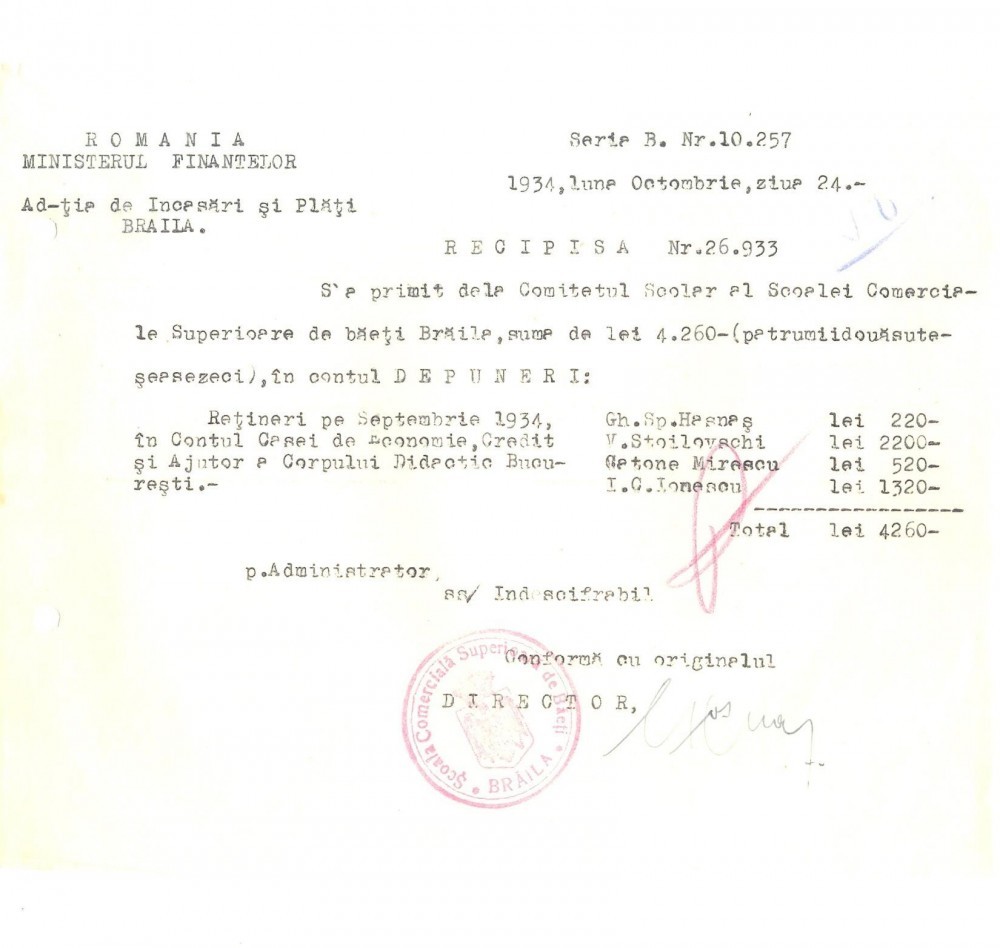 R O M A N I A
MINISTERUL FINANTELOR
Ad-ţia de Incasări şi Plăţi
BRAILA.
Seria B. Nr.10.257
1934,luna Octombrie,ziua 24.-
R E C I P I S A Nr.26.933
S`a primit dela Comitetul Scolar al Scoalei Comercia-
le Superioare de băeţi Brăila,suma de lei 4.260-(patrumiidouăsute-
şeasezeci),în contul D E P U N E R I:
Reţineri pe Septembrie 1934,
în Contul Casei de Economie,Credit
şi Ajutor a Corpului Didactic Bucu-
reşti.-
Gh.Sp.Hasnaş lei 220-
V.Stoilovschi lei 2200-
Catone Mirescu lei 520-
I.C.Ionescu lei 1320-
Total lei 4260-
p.Administrator,
ss/ Indescifrabil
Conformă cu originalul
D I R E C T O R,
Şcoala Comercială Superioară de Băeţi • BRĂILA •